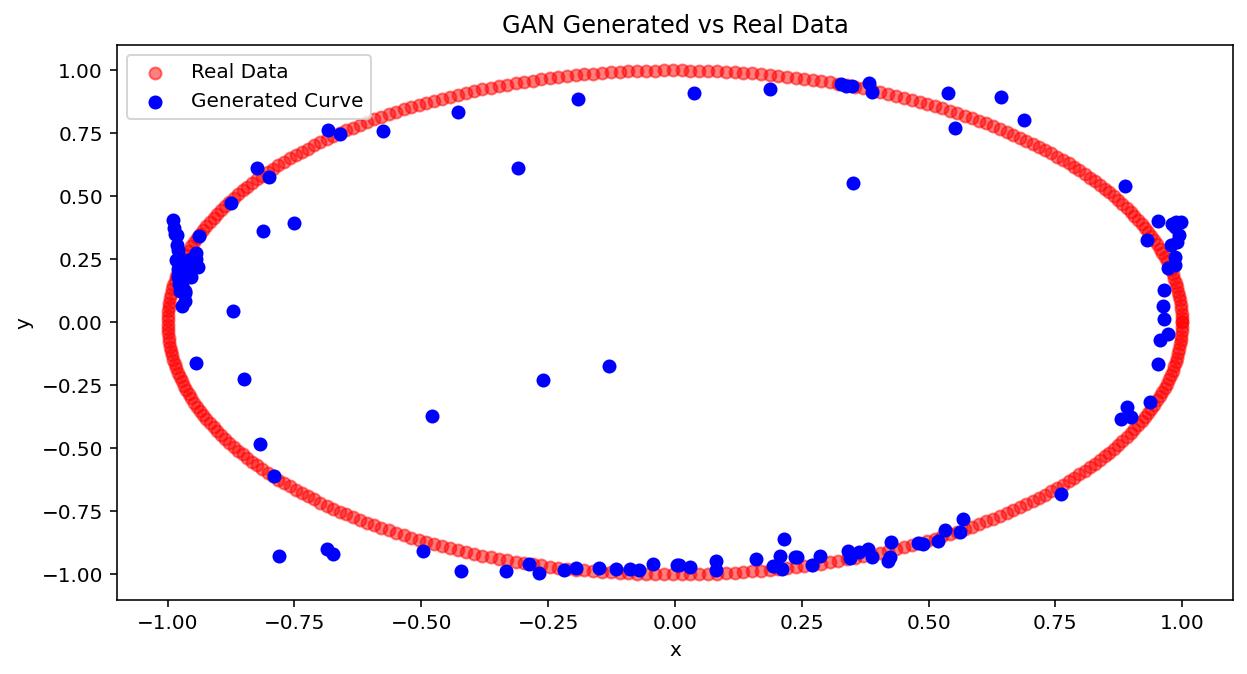 GAN Generated vs Real Data
Real Data
Generated Curve
1.00
0.75
0.50
0.25
0.00
−0.25
−0.50
−0.75
−1.00
y
−1.00 −0.75 −0.50 −0.25 0.00 0.25 0.50 0.75 1.00
x